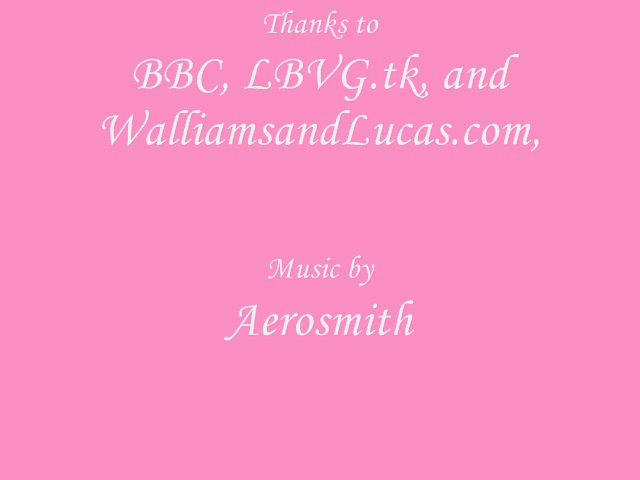 Thanks to
BBC, LBVG.tk, and
WalliamsandLucas.com,
Music by
Aerosmith